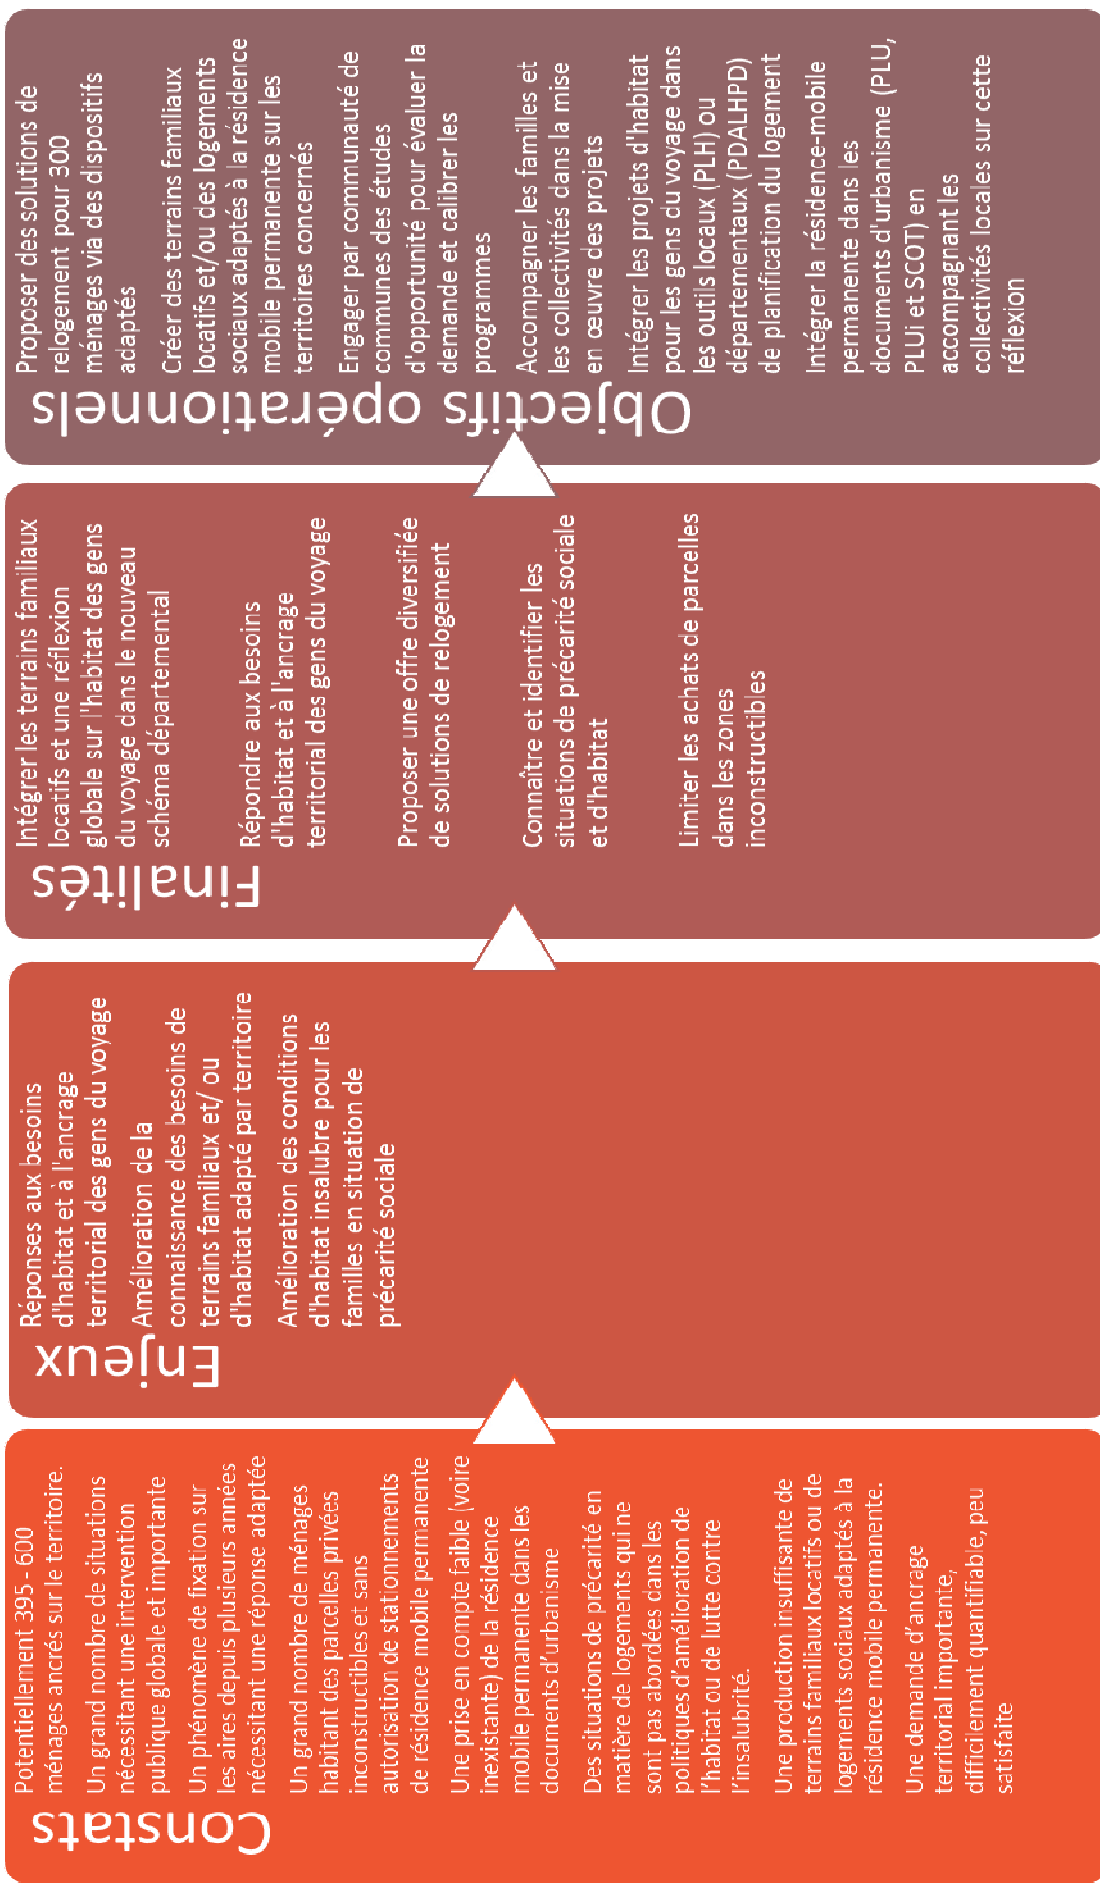 Constats
Potentiellement 395 - 600
ménages ancrés sur le territoire.
Un grand nombre de situations
nécessitant une intervention
publique globale et importante
Un phénomène de fixation sur
les aires depuis plusieurs années
nécessitant une réponse adaptée
Un grand nombre de ménages
habitant des parcelles privées
inconstructibles et sans
autorisation de stationnements
de résidence mobile permanente
Une prise en compte faible (voire
inexistante) de la résidence
mobile permanente dans les
documents d'urbanisme
Des situations de précarité en
matière de logements qui ne
sont pas abordées dans les
politiques d'amélioration de
l'habitat ou de lutte contre
l'insalubrité.
Une production insuffisante de
terrains familiaux locatifs ou de
logements sociaux adaptés à la
résidence mobile permanente.
Une demande d'ancrage
territorial importante,
difficilement quantifiable, peu
satisfaite
Enjeux
Réponses aux besoins
d'habitat et à l'ancrage
territorial des gens du voyage
Amélioration de la
connaissance des besoins de
terrains familiaux et/ ou
d'habitat adapté par territoire
Amélioration des conditions
d'habitat insalubre pour les
familles en situation de
précarité sociale
Finalités
Intégrer les terrains familiaux
locatifs et une réflexion
globale sur l'habitat des gens
du voyage dans le nouveau
schéma départemental
Répondre aux besoins
d'habitat et à l'ancrage
territorial des gens du voyage
Proposer une offre diversifiée
de solutions de relogement
Connaître et identifier les
situations de précarité sociale
et d'habitat
Limiter les achats de parcelles
dans les zones
inconstructibles
Objectifs opérationnels
Proposer des solutions de
relogement pour 300
ménages via des dispositifs
adaptés
Créer des terrains familiaux
locatifs et/ou des logements
sociaux adaptés à la résidence
mobile permanente sur les
territoires concernés
Engager par communauté de
communes des études
d'opportunité pour évaluer la
demande et calibrer les
programmes
Accompagner les familles et
les collectivités dans la mise
en œuvre des projets
Intégrer les projets d'habitat
pour les gens du voyage dans
les outils locaux (PLH) ou
départementaux (PDALHPD)
de planification du logement
Intégrer la résidence-mobile
permanente dans les
documents d'urbanisme (PLU,
PLUi et SCOT) en
accompagnant les
collectivités locales sur cette
réflexion